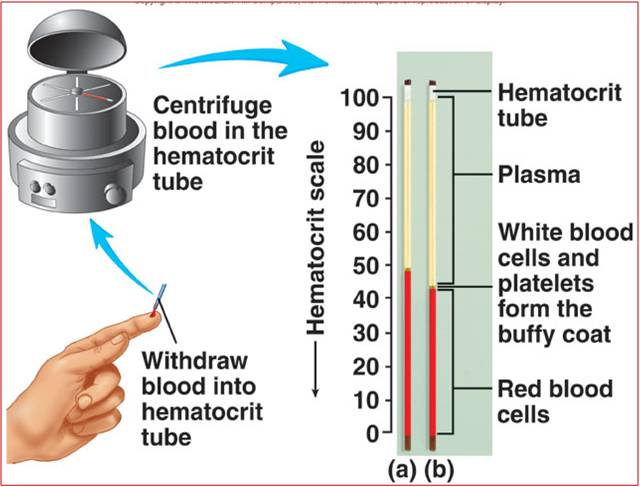 Centrifuge
blood in the
hematocrit
tube
Withdraw
blood into
hematocrit
tube
Hematocrit scale
100
90
80
70
60
50
40
30
20
10
0
(a) (b)
Hematocrit
tube
Plasma
White blood
cells and
platelets
form the
buffy coat
Red blood
cells